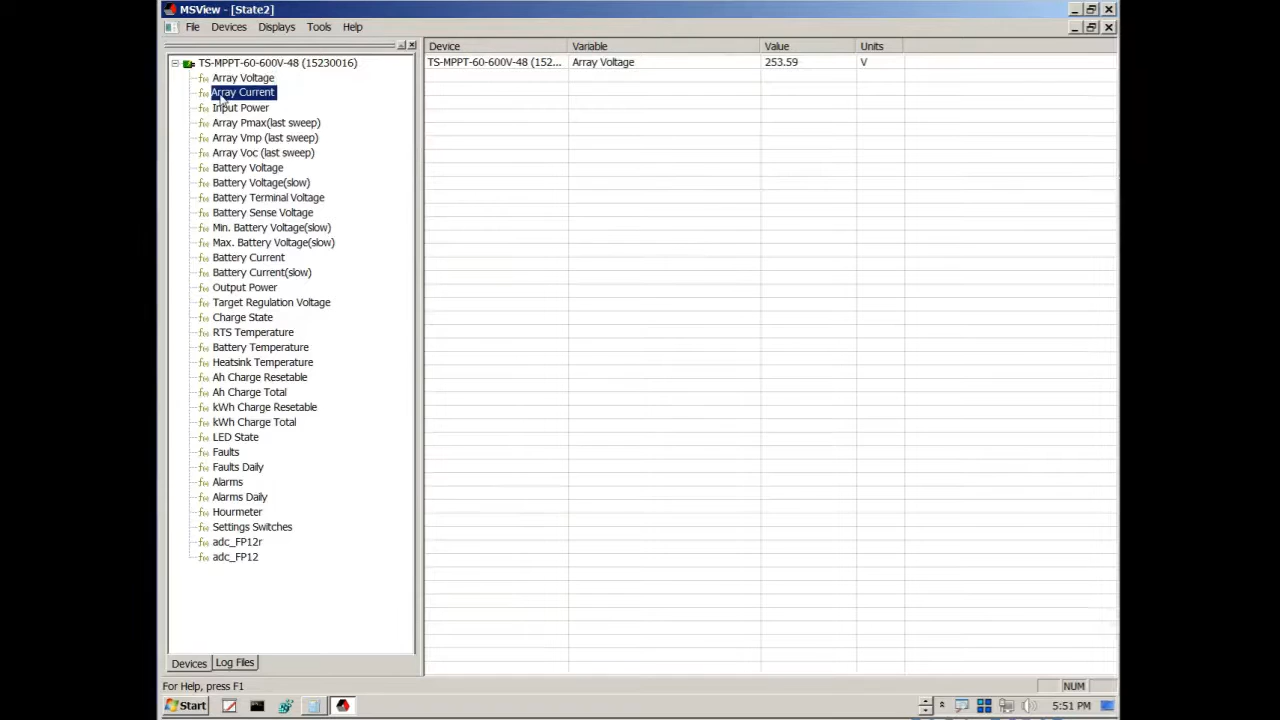 MSView - [State2]
File Devices Displays Tools Help
TS-MPPT-60-600V-48 (15230016)
Array Voltage
Array Current
Input Power
Array Pmax(last sweep)
Array Vmp (last sweep)
Array Voc (last sweep)
Battery Voltage
Battery Voltage(slow)
Battery Terminal Voltage
Battery Sense Voltage
Min. Battery Voltage(slow)
Max. Battery Voltage(slow)
Battery Current
Battery Current(slow)
Output Power
Target Regulation Voltage
Charge State
RTS Temperature
Battery Temperature
Heatsink Temperature
Ah Charge Resetable
Ah Charge Total
kWh Charge Resetable
kWh Charge Total
LED State
Faults
Faults Daily
Alarms
Alarms Daily
Hourmeter
Settings Switches
adc_FP12r
adc_FP12
Devices Log Files
Device Variable Value Units
TS-MPPT-60-600V-48 (152... Array Voltage 253.59 V
For Help, press F1 NUM
Start 5:51 PM